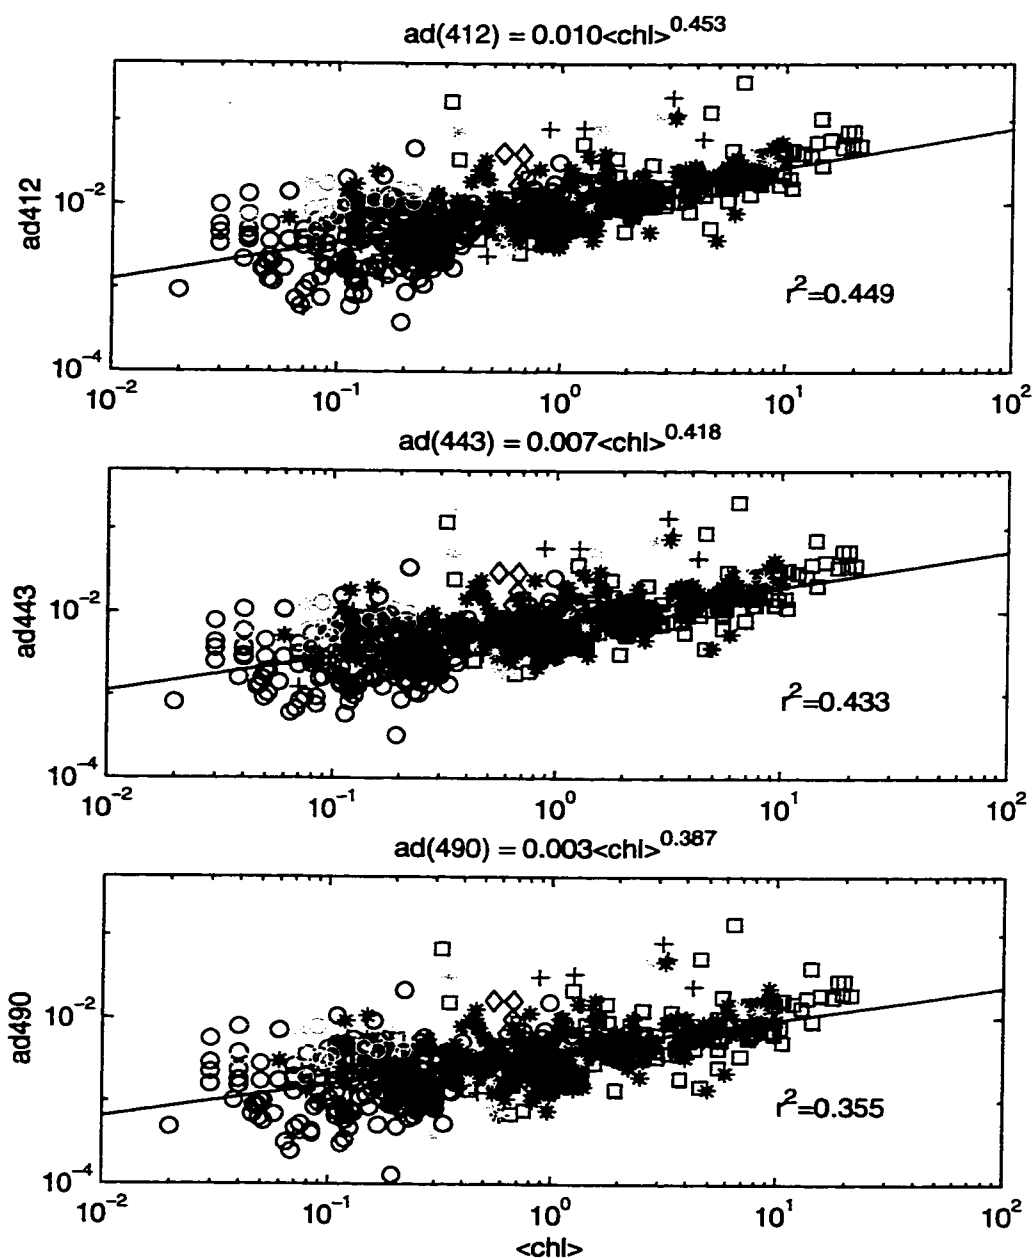 ad(412) = 0.010<chl>^0.453
ad412
10^-2
10^-4
r^2=0.449
10^-2 10^-1 10^0 10^1 10^2
ad(443) = 0.007<chl>^0.418
ad443
10^-2
10^-4
r^2=0.433
10^-2 10^-1 10^0 10^1 10^2
ad(490) = 0.003<chl>^0.387
ad490
10^-2
10^-4
r^2=0.355
10^-2 10^-1 10^0 10^1 10^2
<chl>